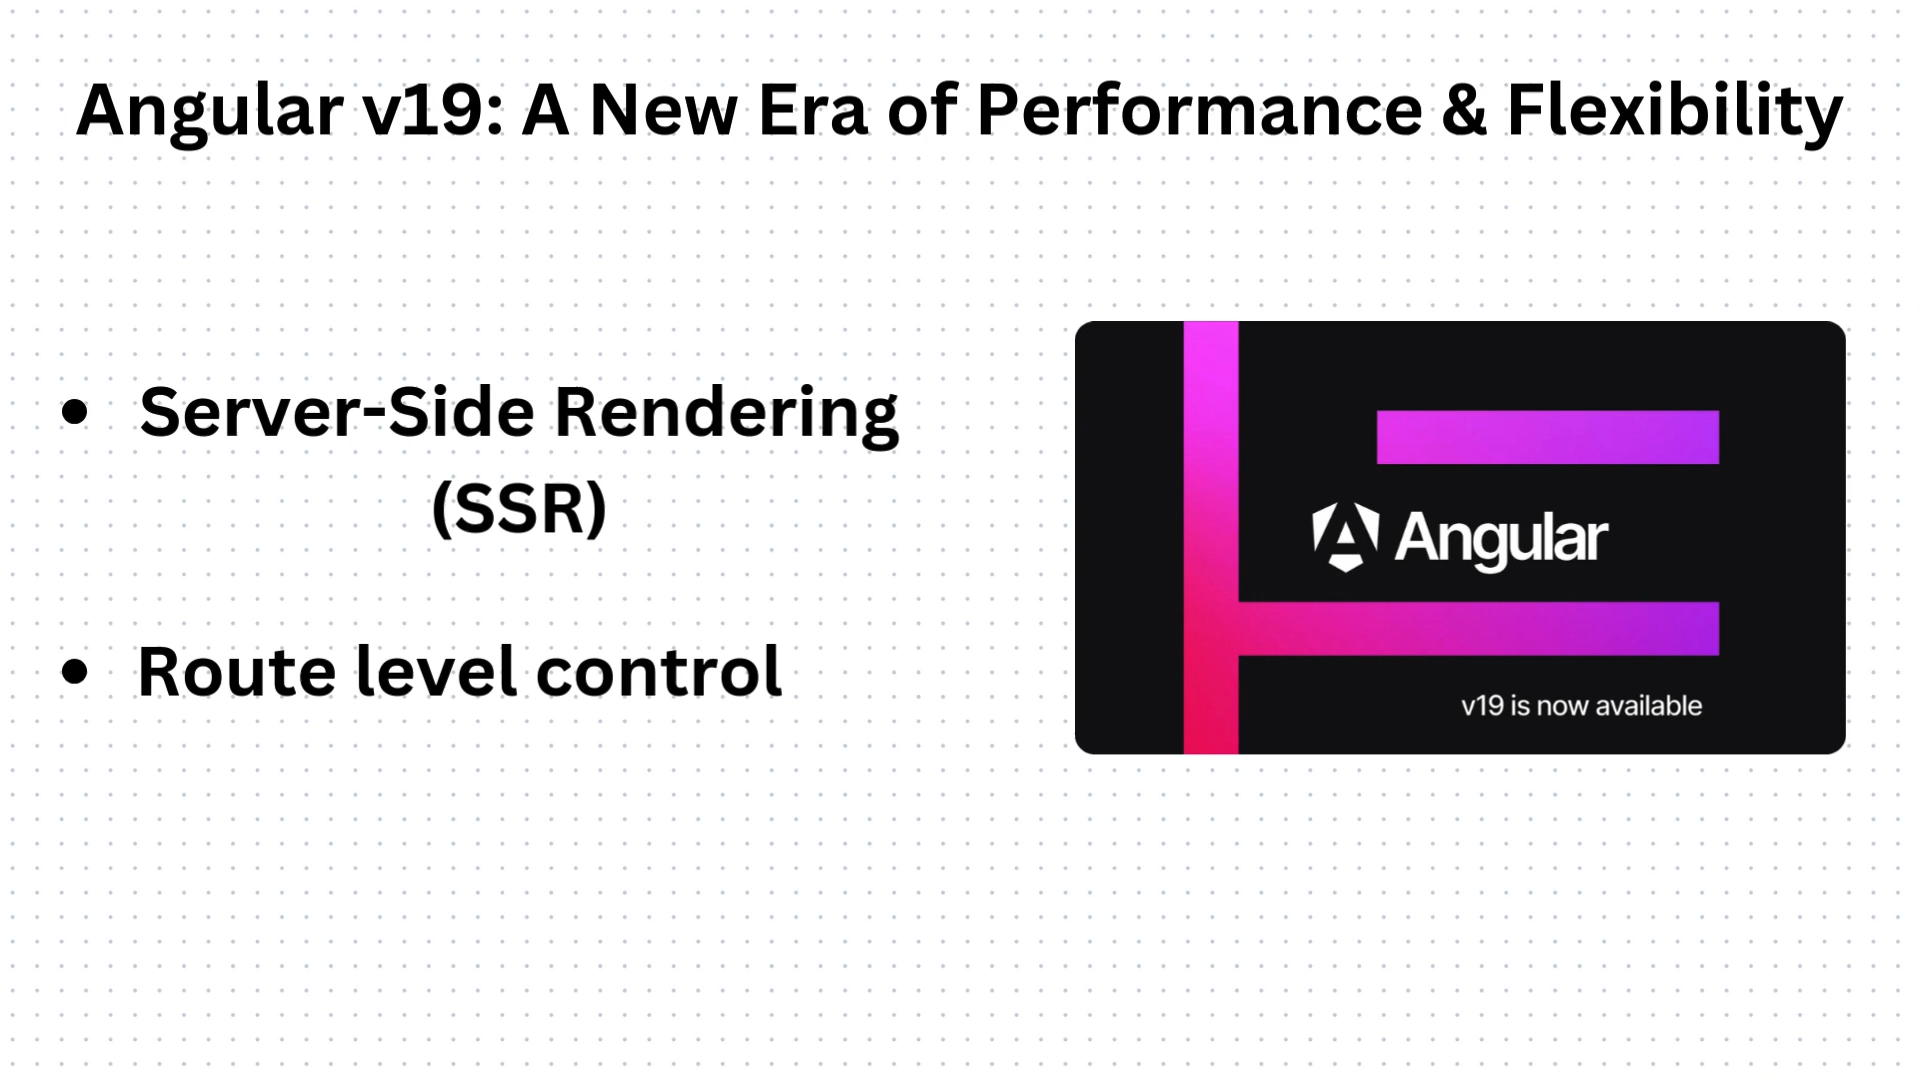 Angular v19: A New Era of Performance & Flexibility
• Server-Side Rendering
(SSR)
• Route level control
Angular
v19 is now available